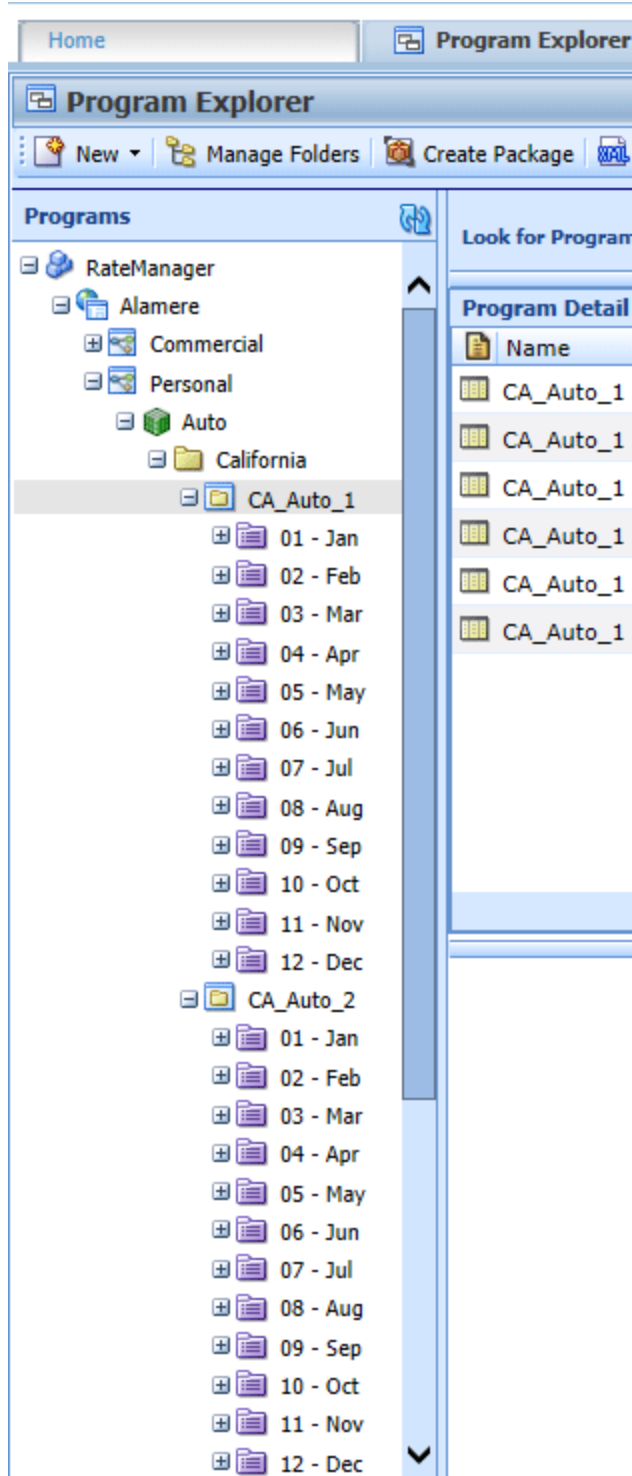 Home
Program Explorer
Program Explorer
New Manage Folders Create Package XML
Programs
RateManager
Alamere
Commercial
Personal
Auto
California
CA_Auto_1
01 - Jan
02 - Feb
03 - Mar
04 - Apr
05 - May
06 - Jun
07 - Jul
08 - Aug
09 - Sep
10 - Oct
11 - Nov
12 - Dec
CA_Auto_2
01 - Jan
02 - Feb
03 - Mar
04 - Apr
05 - May
06 - Jun
07 - Jul
08 - Aug
09 - Sep
10 - Oct
11 - Nov
12 - Dec
Look for Program
Program Detail
Name
CA_Auto_1
CA_Auto_1
CA_Auto_1
CA_Auto_1
CA_Auto_1
CA_Auto_1